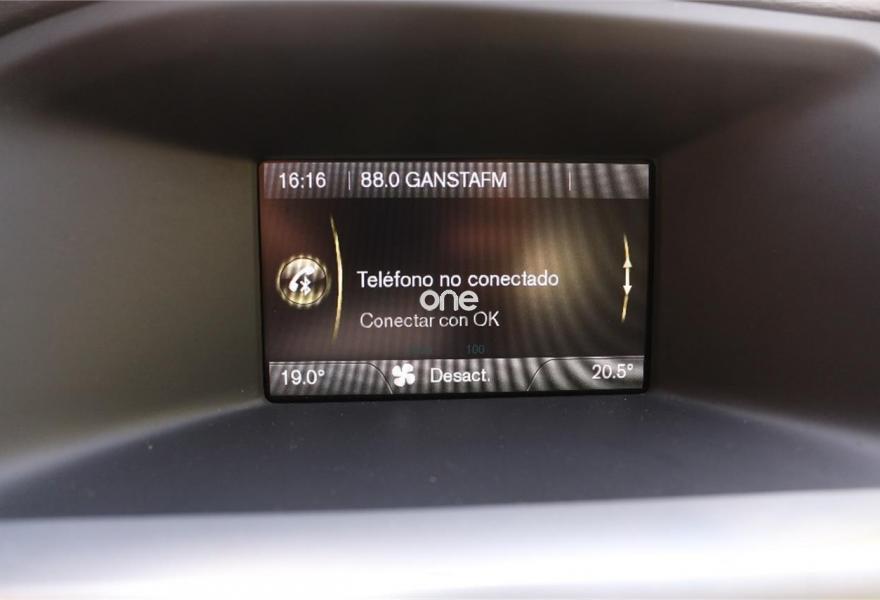 16:16 | 88.0 GANSTAFM |
Teléfono no conectado
one
Conectar con OK
100
19.0° Desact. 20.5°